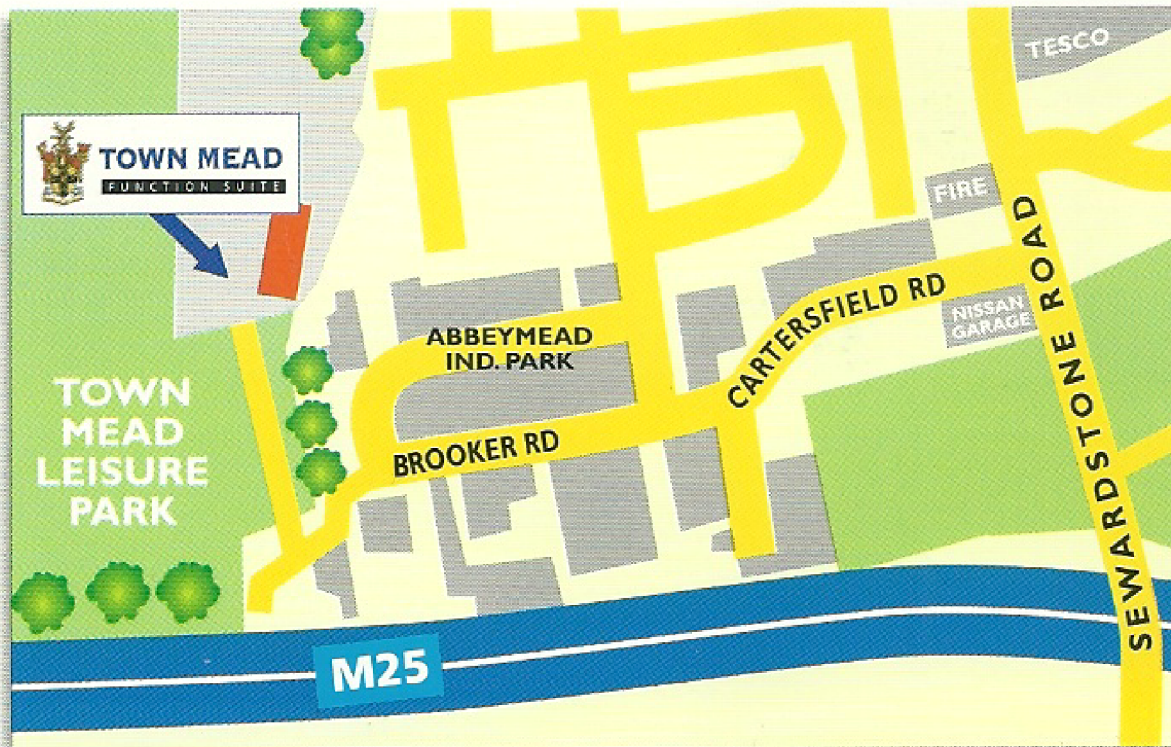 TESCO
TOWN MEAD
FUNCTION SUITE
FIRE
SEWARDSTONE ROAD
CARTERSFIELD RD
NISSAN
GARAGE
ABBEYMEAD
IND. PARK
TOWN
MEAD
LEISURE
PARK
BROOKER RD
M25